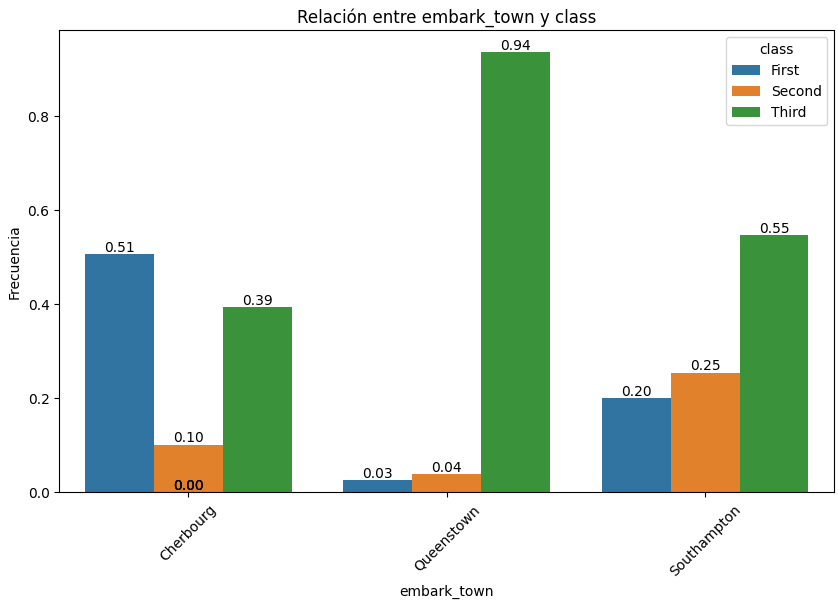 Relación entre embark_town y class
class
First
Second
Third
Frecuencia
0.8
0.6
0.4
0.2
0.0
0.51
0.10
0.00
0.39
0.03
0.04
0.94
0.20
0.25
0.55
Cherbourg
Queenstown
Southampton
embark_town